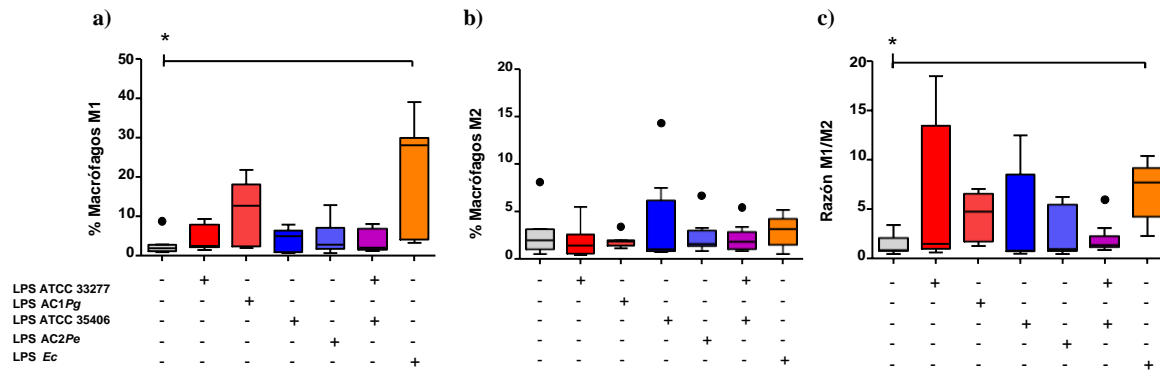 a) b) c)
* *
50
40
30
20
10
0
% Macrófagos M1
20
15
10
5
0
% Macrófagos M2
20
15
10
5
0
Razón M1/M2
LPS ATCC 33277 - + - - - + - - + - - - + - - + - - - + -
LPS AC1Pg - - + - - - - - - + - - - - - - + - - - -
LPS ATCC 35406 - - - + - + - - - - + - + - - - - + - + -
LPS AC2Pe - - - - + - - - - - - + - - - - - - + - -
LPS Ec - - - - - - + - - - - - - + - - - - - - +